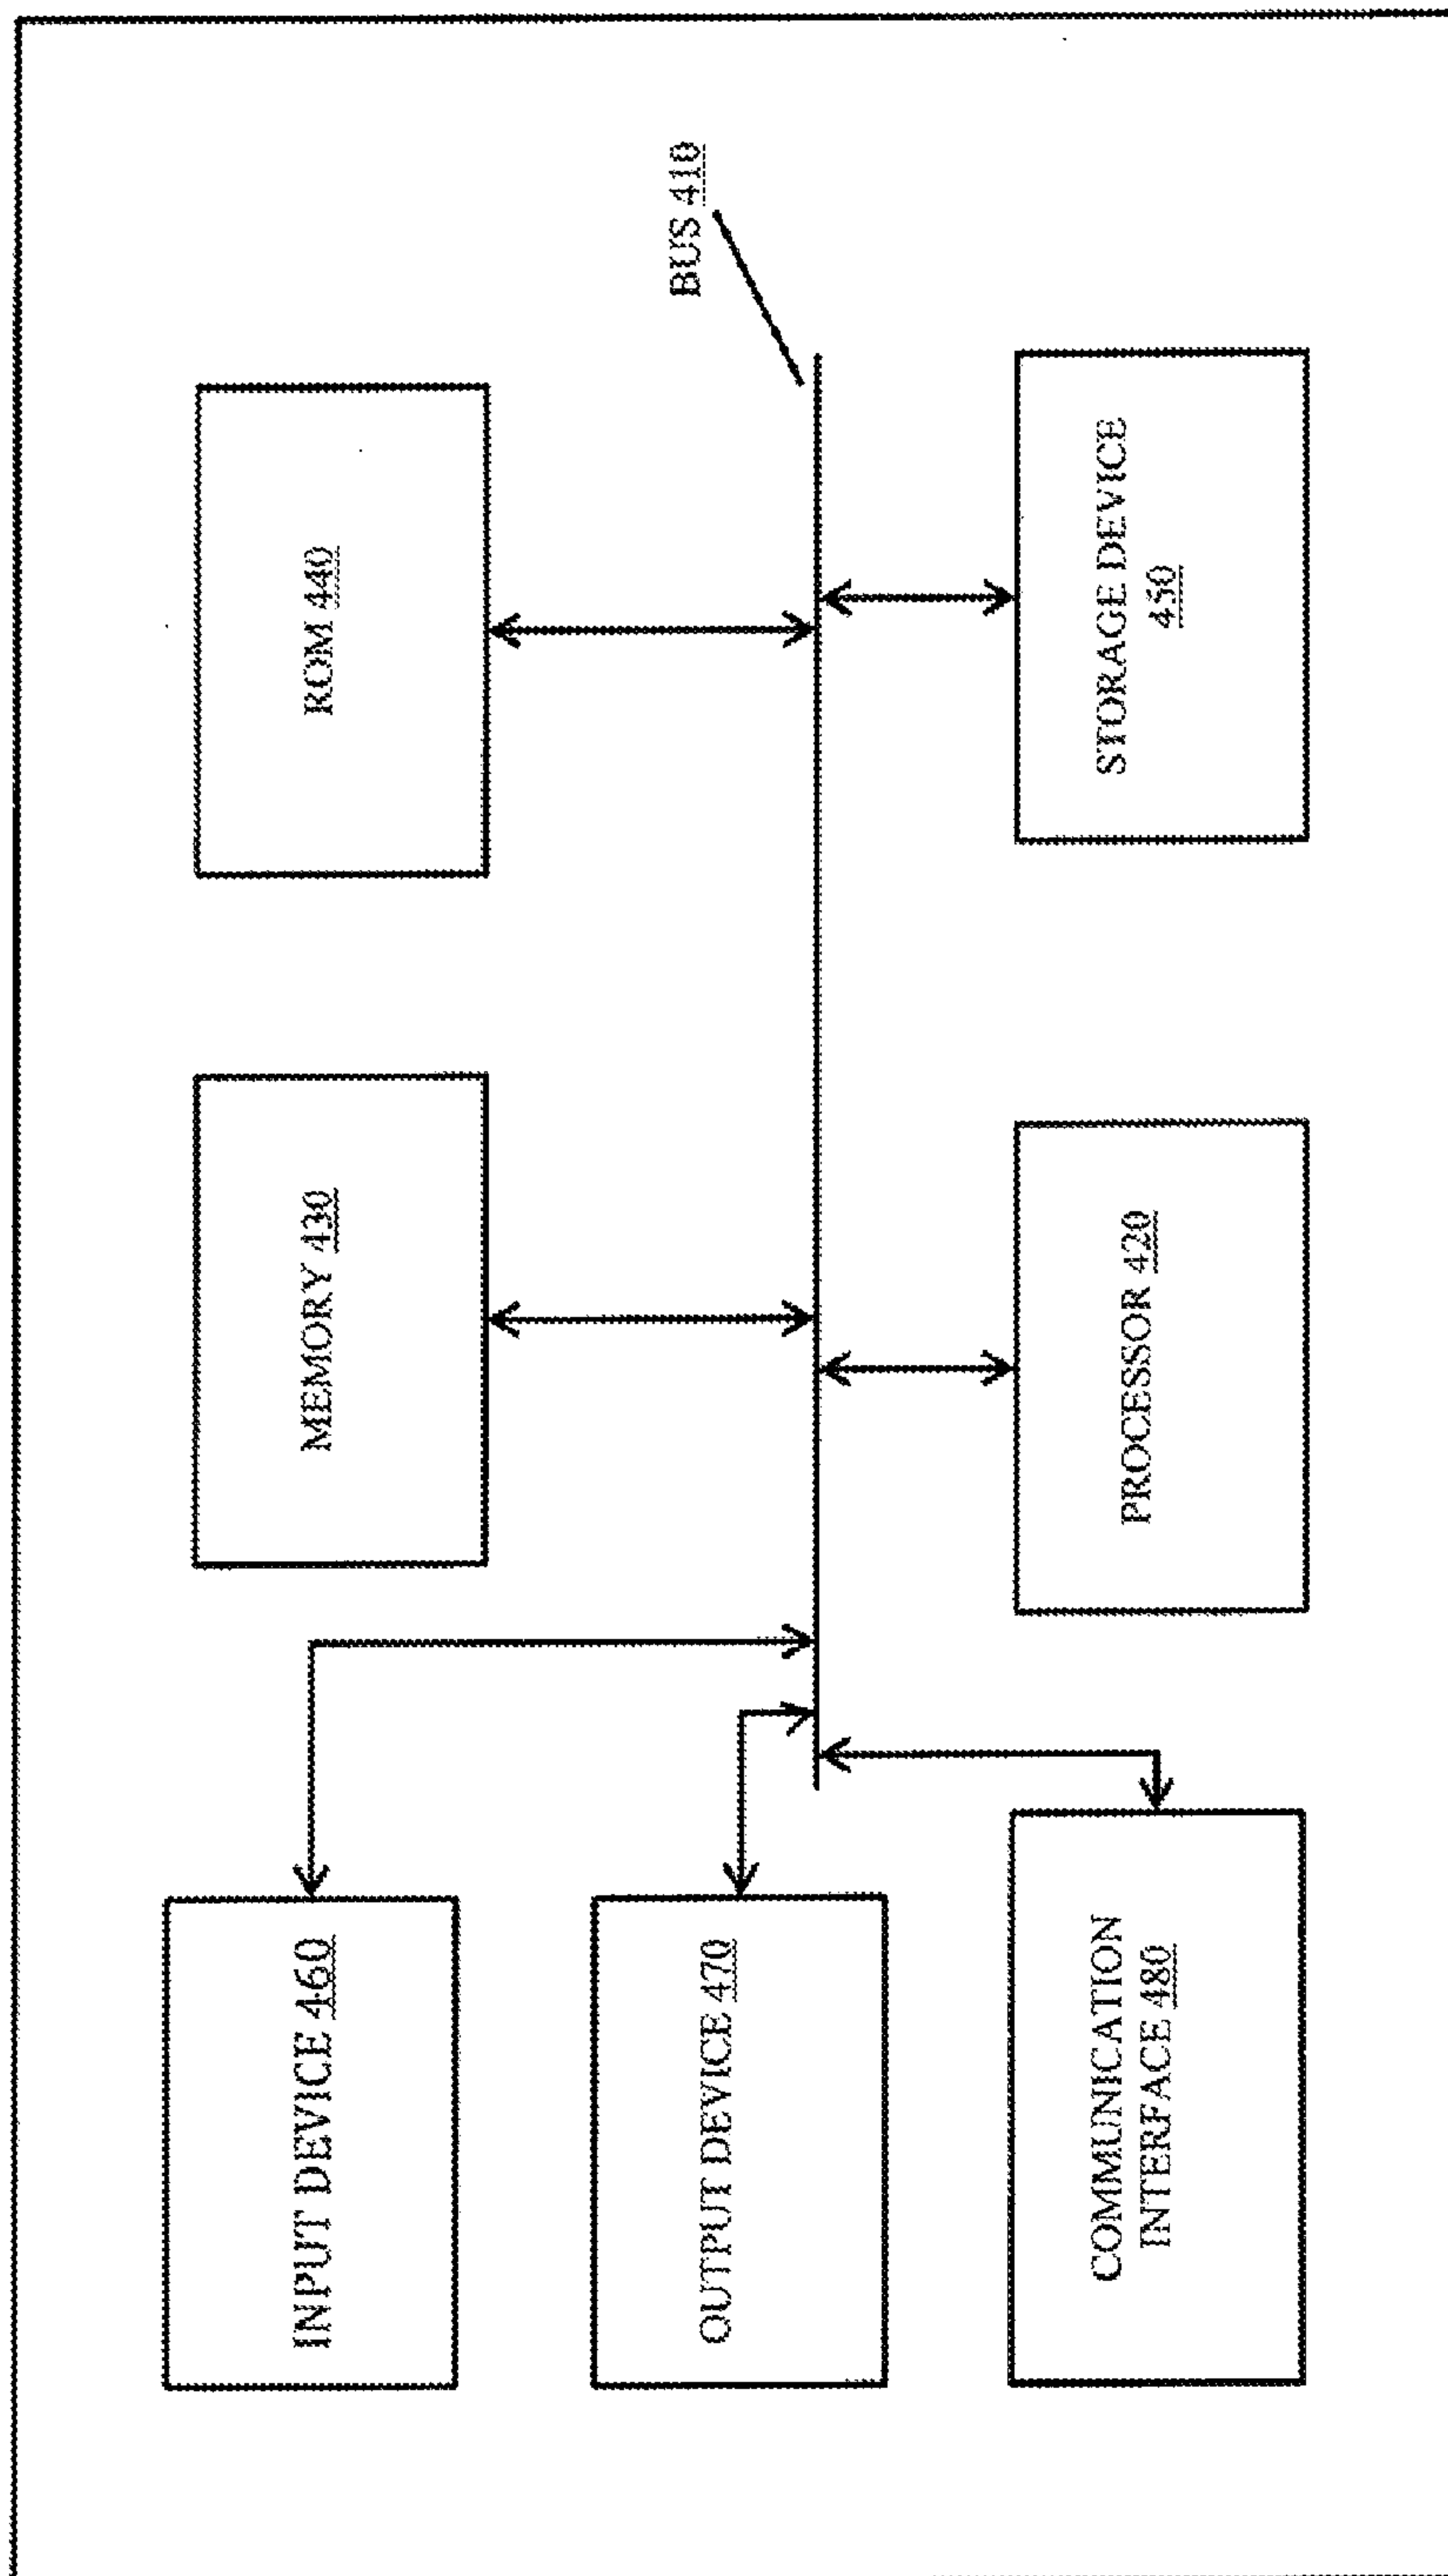 INPUT DEVICE 460
MEMORY 430
ROM 440
OUTPUT DEVICE 470
BUS 410
COMMUNICATION
INTERFACE 480
PROCESSOR 420
STORAGE DEVICE
450